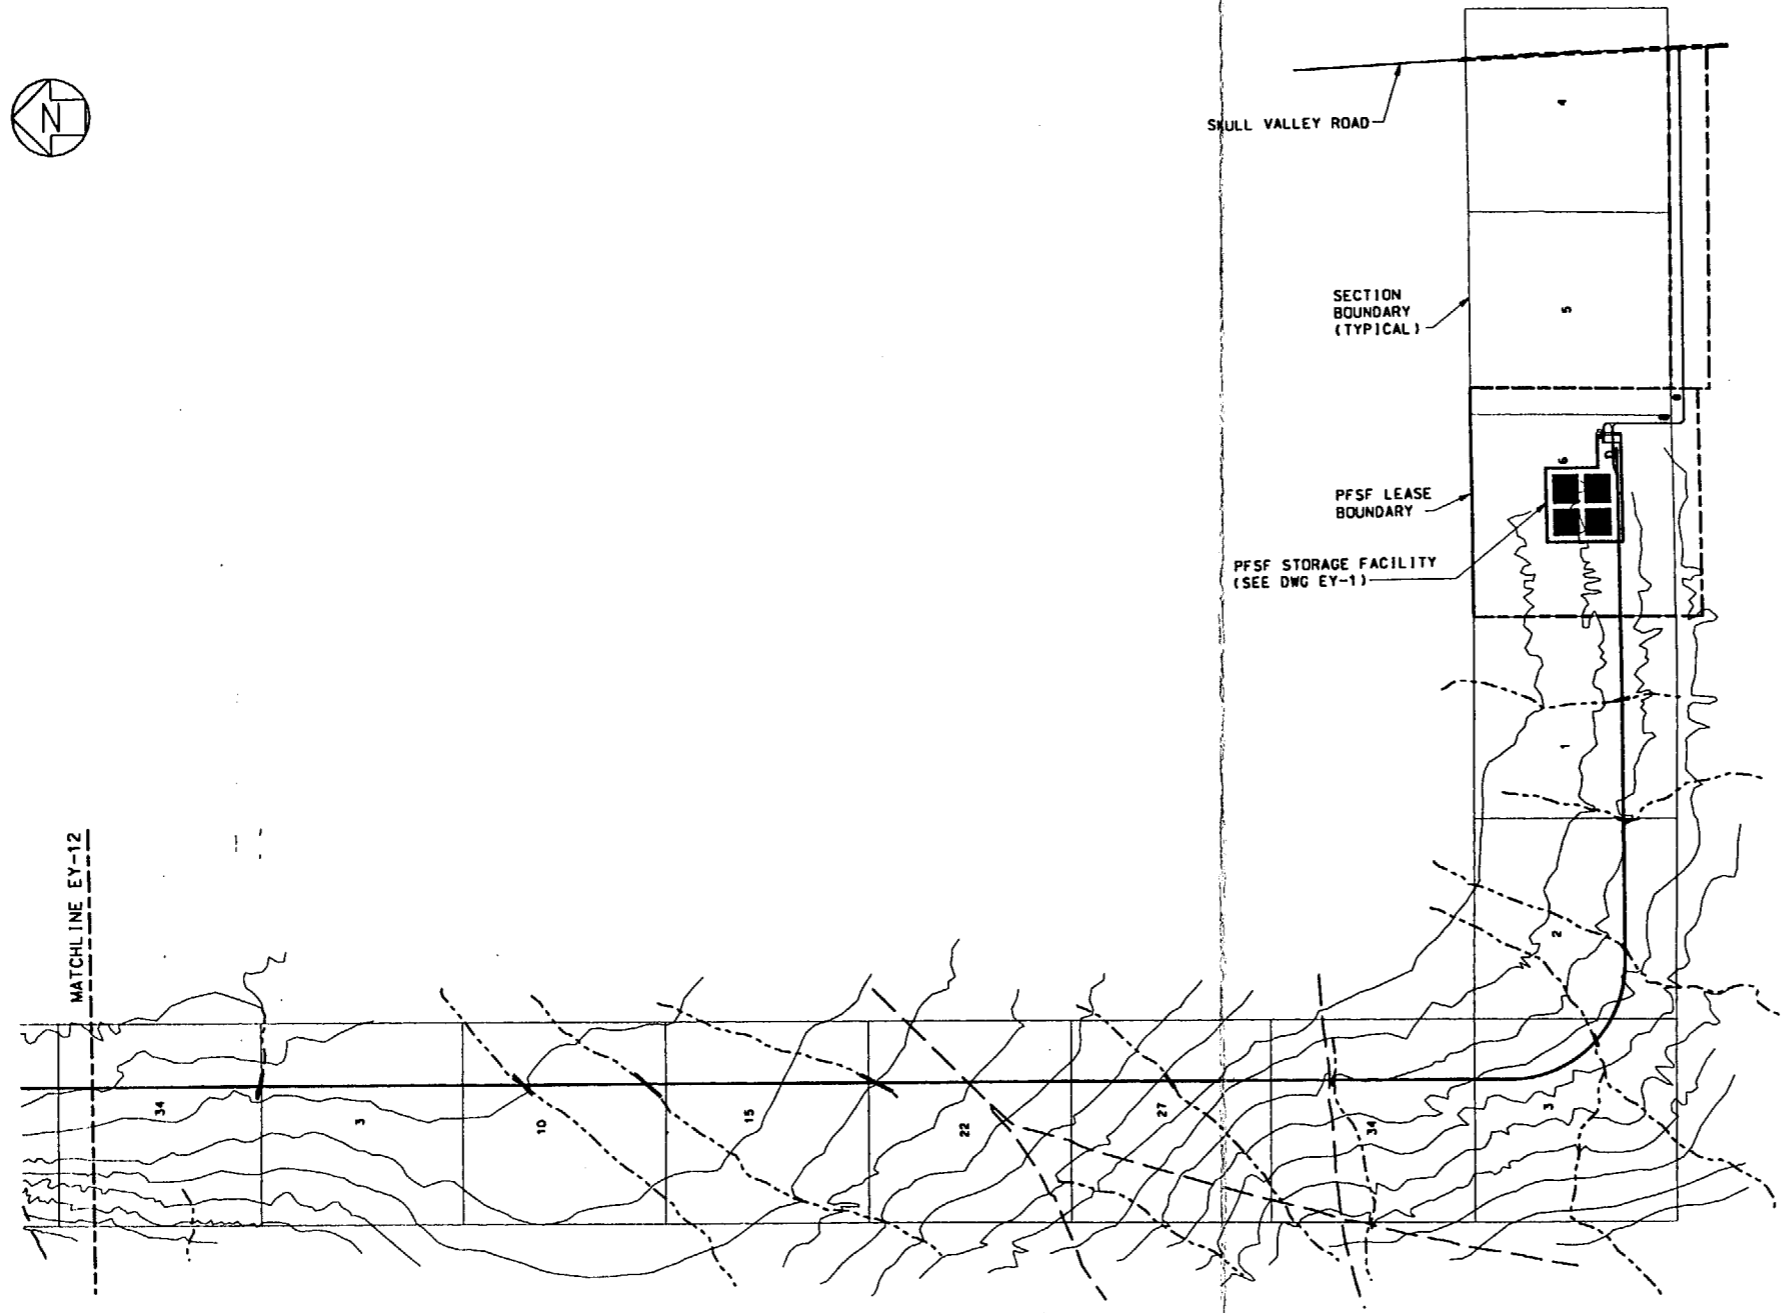 N
SKULL VALLEY ROAD
4
SECTION
BOUNDARY
(TYPICAL)
5
PFSF LEASE
BOUNDARY
6
PFSF STORAGE FACILITY
(SEE DWG EY-1)
1
MATCHLINE EY-12
2
34
3
10
15
22
27
34
3